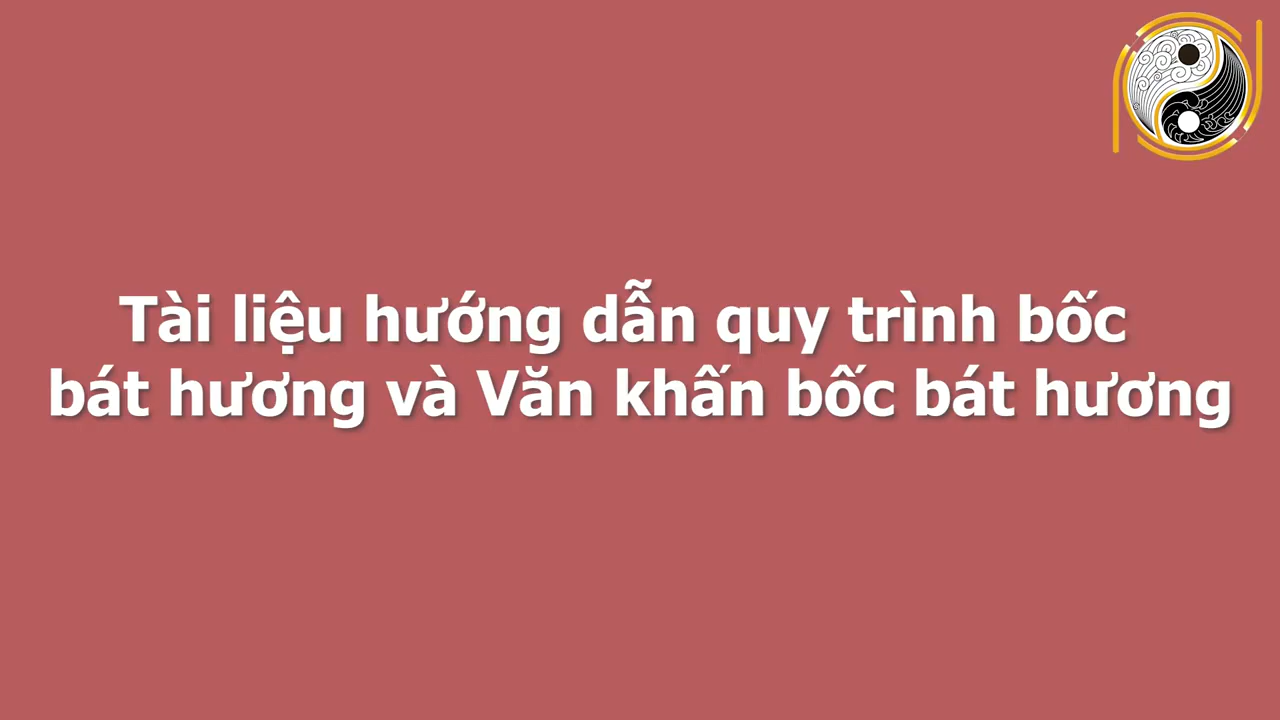 Tài liệu hướng dẫn quy trình bốc
bát hương và Văn khấn bốc bát hương